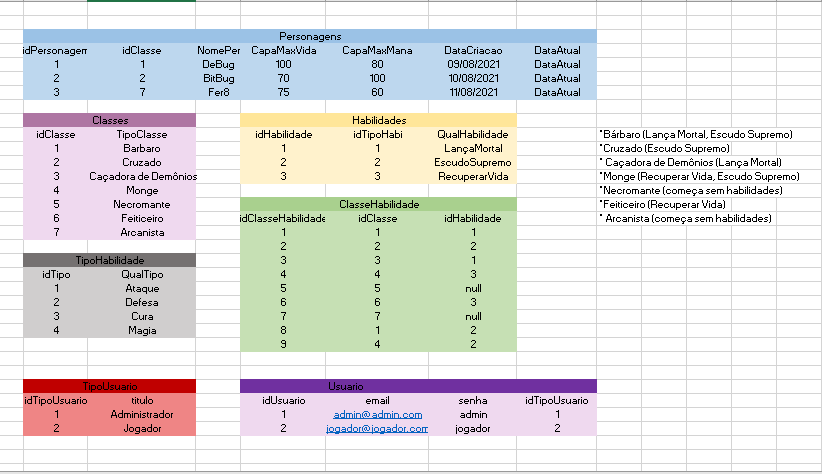 Personagens
idPersonagem idClasse NomePer CapaMaxVida CapaMaxMana DataCriacao DataAtual
1 1 DeBug 100 80 09/08/2021 DataAtual
2 2 BitBug 70 100 10/08/2021 DataAtual
3 7 Fer8 75 60 11/08/2021 DataAtual
Classes
idClasse TipoClasse
1 Barbaro
2 Cruzado
3 Caçadora de Demônios
4 Monge
5 Necromante
6 Feiticeiro
7 Arcanista
Habilidades
idHabilidade idTipoHabi QualHabilidade
1 1 LançaMortal
2 2 EscudoSupremo
3 3 RecuperarVida
*Bárbaro (Lança Mortal, Escudo Supremo)
*Cruzado (Escudo Supremo)
* Caçadora de Demônios (Lança Mortal)
*Monge (Recuperar Vida, Escudo Supremo)
*Necromante (começa sem habilidades)
*Feiticeiro (Recuperar Vida)
* Arcanista (começa sem habilidades)
ClasseHabilidade
idClasseHabilidade idClasse idHabilidade
1 1 1
2 2 2
3 3 1
4 4 3
5 5 null
6 6 3
7 7 null
8 1 2
9 4 2
TipoHabilidade
idTipo QualTipo
1 Ataque
2 Defesa
3 Cura
4 Magia
TipoUsuario
idTipoUsuario titulo
1 Administrador
2 Jogador
Usuario
idUsuario email senha idTipoUsuario
1 admin@admin.com admin 1
2 jogador@jogador.com jogador 2